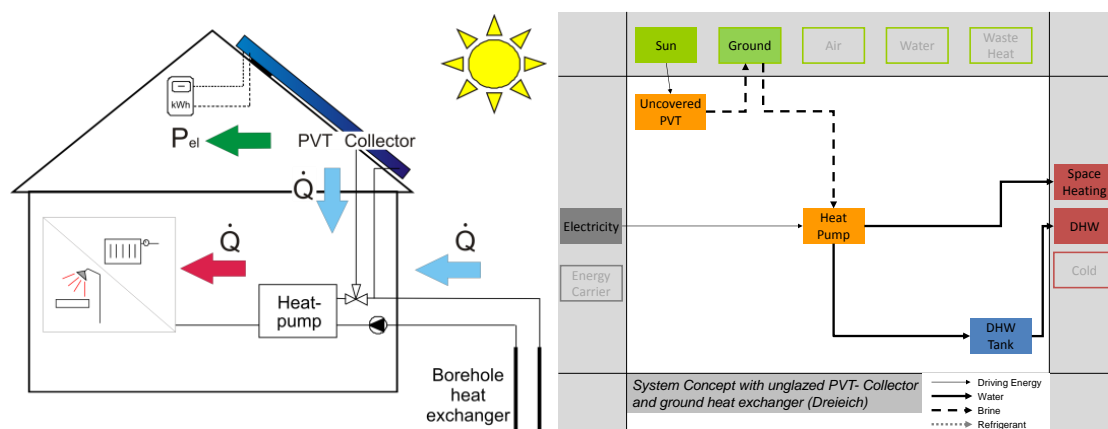 kWh
Pel
PVT Collector
Q̇
Q̇
Q̇
Heat-
pump
Borehole
heat
exchanger
Sun
Ground
Air
Water
Waste
Heat
Uncovered
PVT
Space
Heating
Electricity
Heat
Pump
DHW
Energy
Carrier
Cold
DHW
Tank
System Concept with unglazed PVT- Collector
and ground heat exchanger (Dreieich)
Driving Energy
Water
Brine
Refrigerant